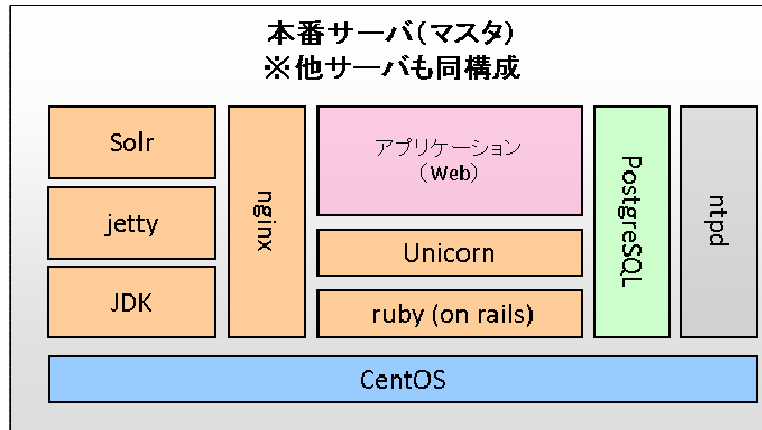 本番サーバ(マスタ)
※他サーバも同構成
Solr
jetty
JDK
nginx
アプリケーション
(Web)
Unicorn
ruby (on rails)
PostgreSQL
ntpd
CentOS